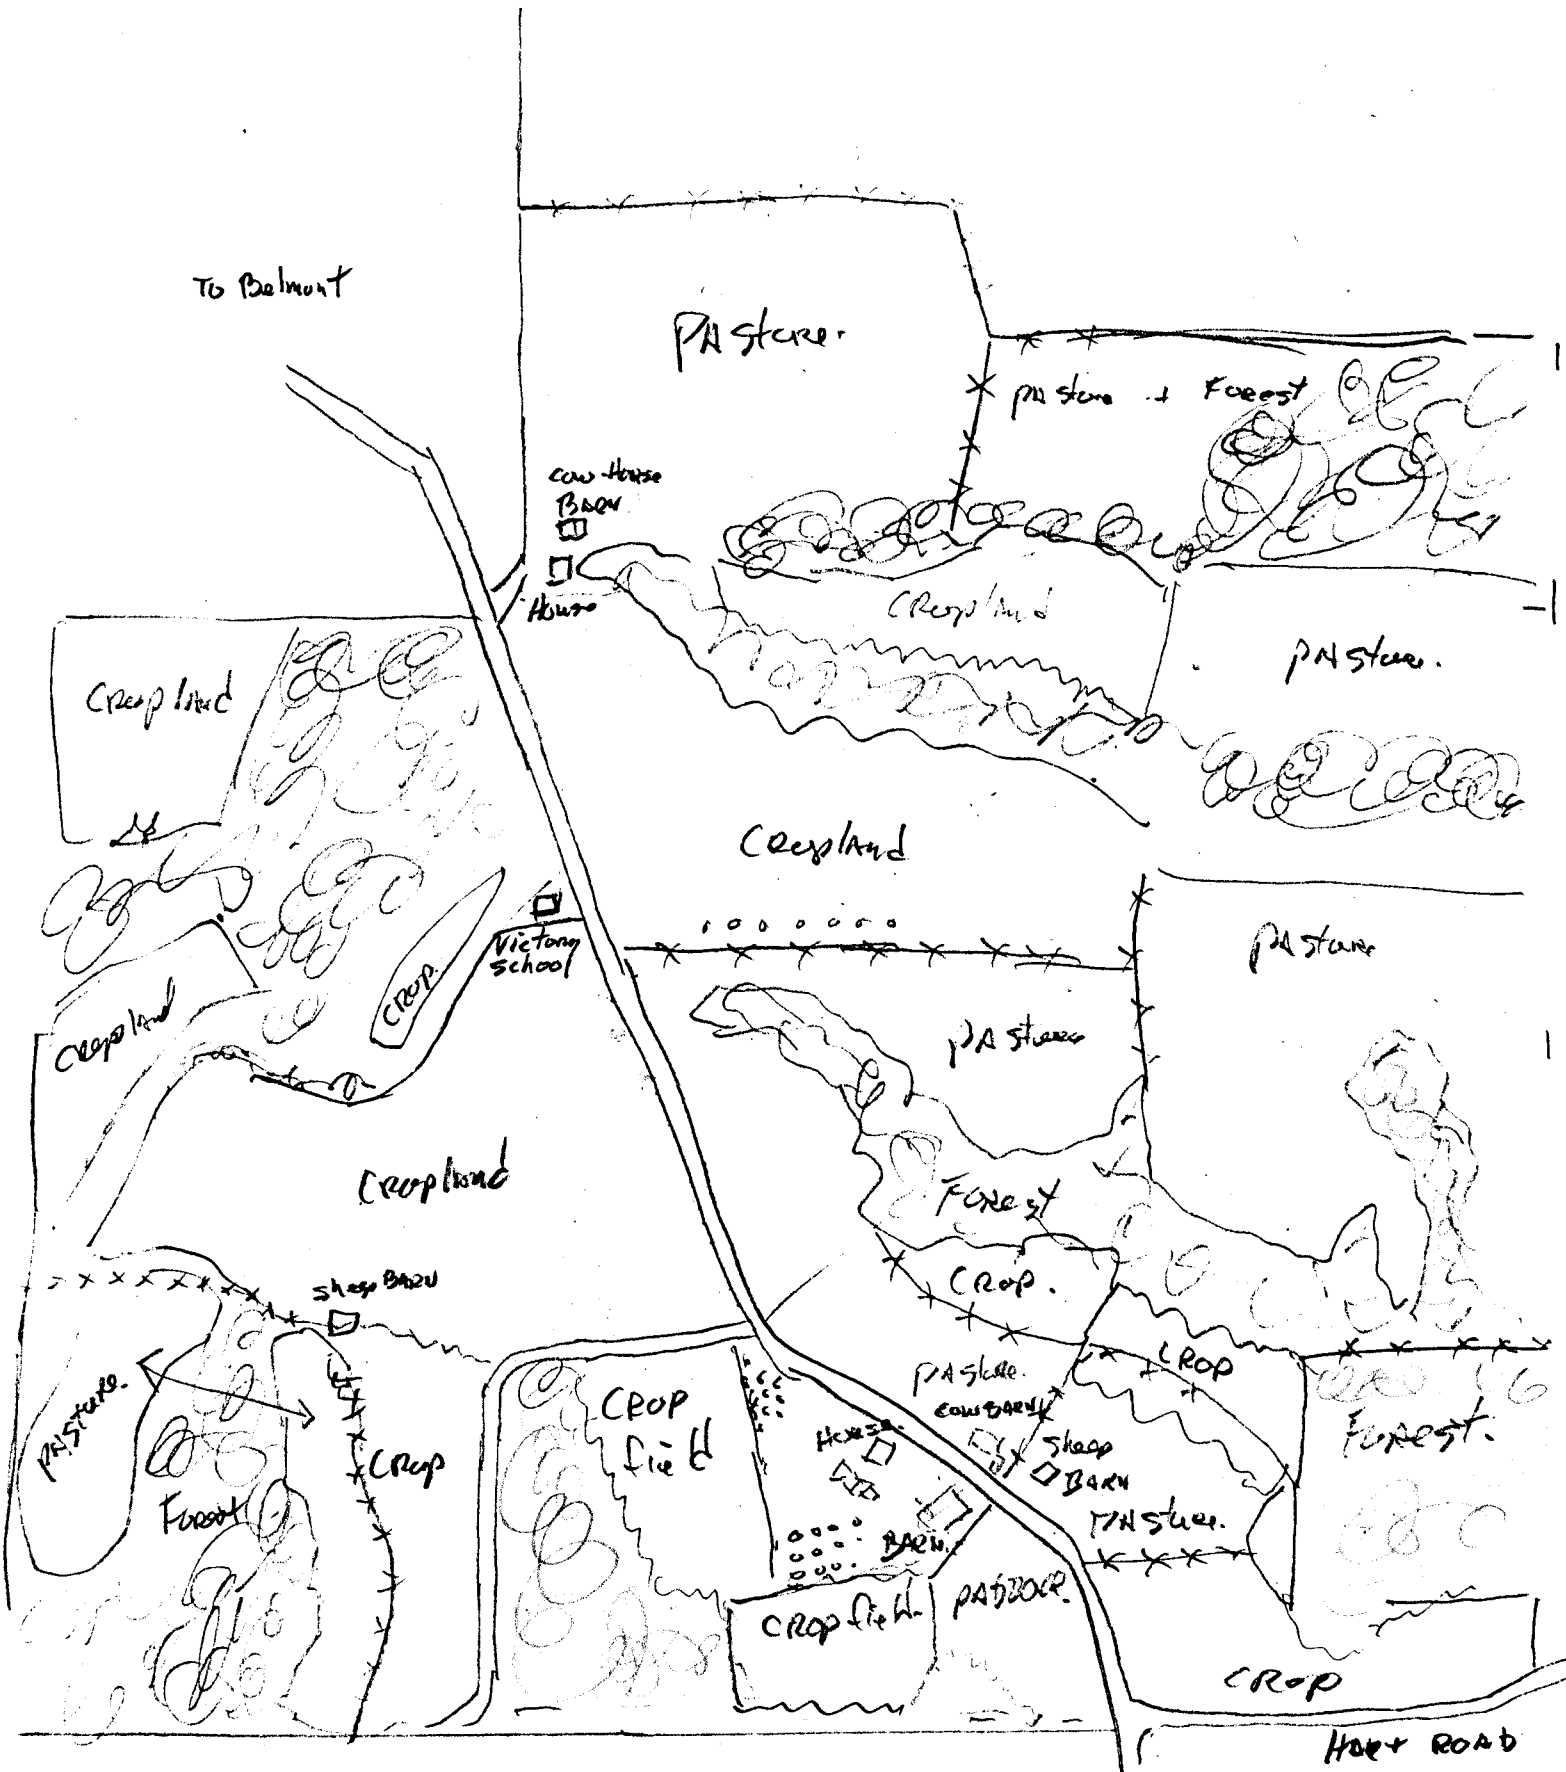 To Belmont
PAsture.
PAsture + Forest
Cow-House
BARN
House
Cropland
PAsture.
CropLAnd
CroplAnd
PAsture
Victory
School
CROP.
CroplAnd
PAsture
Cropland
Forest
CROP.
Sheep BARN
CROP
PAsture.
PAsture.
COW BARN
CROP
field
House.
Sheep
BARN
Forest.
CROP
Forest
PAsture.
BARN.
CROP field.
PADDOCK.
CROP
HART ROAD